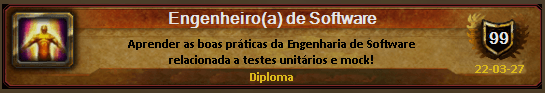 Engenheiro(a) de Software
Aprender as boas práticas da Engenharia de Software
relacionada a testes unitários e mock!
Diploma
99
22-03-27